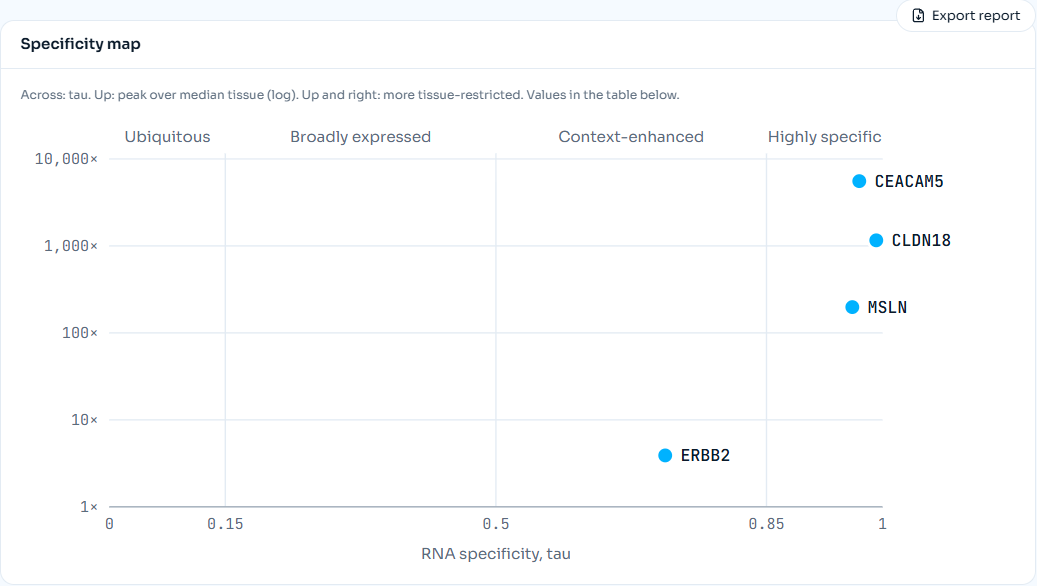 Export report
Specificity map
Across: tau. Up: peak over median tissue (log). Up and right: more tissue-restricted. Values in the table below.
Ubiquitous Broadly expressed Context-enhanced Highly specific
10,000×
CEACAM5
1,000×
CLDN18
MSLN
100×
10×
ERBB2
1×
0 0.15 0.5 0.85 1
RNA specificity, tau